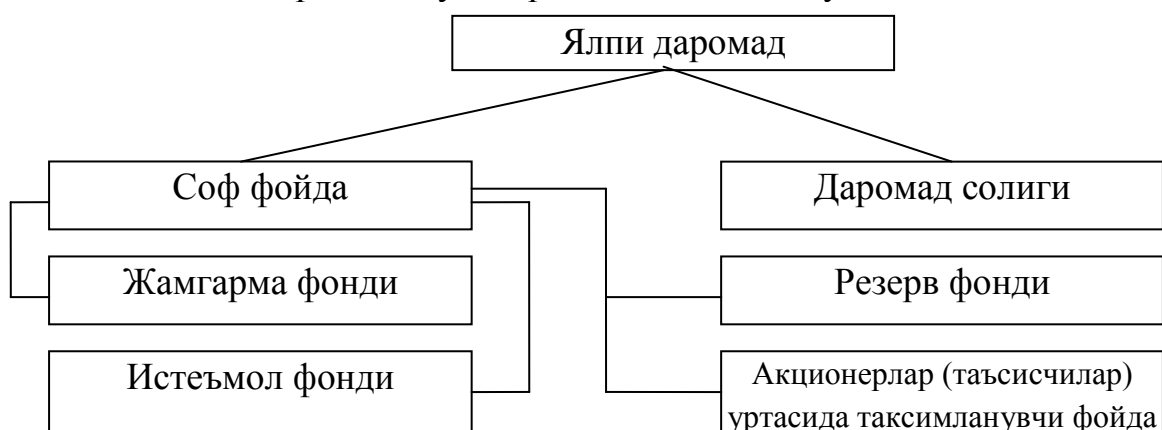 Ялпи даромад
Соф фойда
Даромад солиги
Жамгарма фонди
Резерв фонди
Истеъмол фонди
Акционерлар (таъсисчилар)
уртасида таксимланувчи фойда